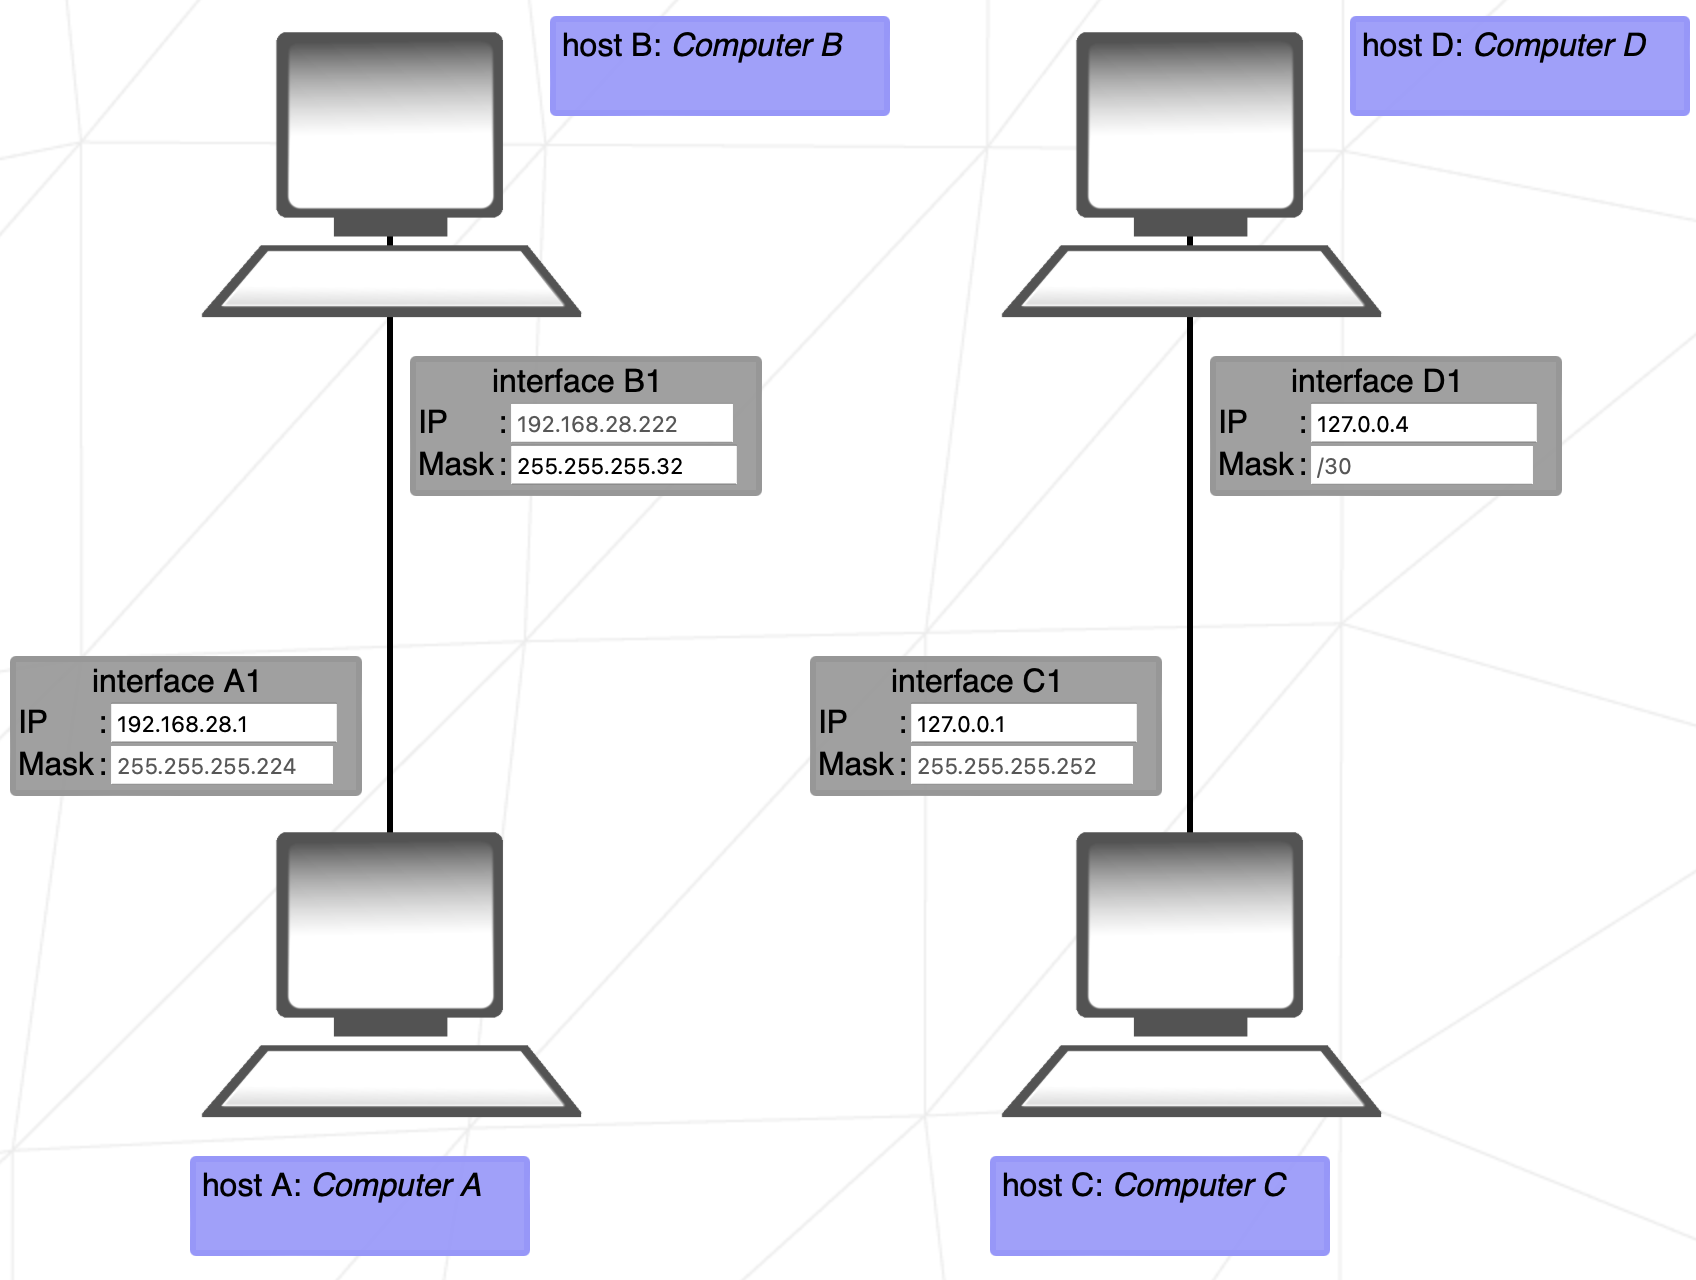 host B: Computer B
host D: Computer D
interface B1
IP : 192.168.28.222
Mask : 255.255.255.32
interface D1
IP : 127.0.0.4
Mask : /30
interface A1
IP : 192.168.28.1
Mask : 255.255.255.224
interface C1
IP : 127.0.0.1
Mask : 255.255.255.252
host A: Computer A
host C: Computer C